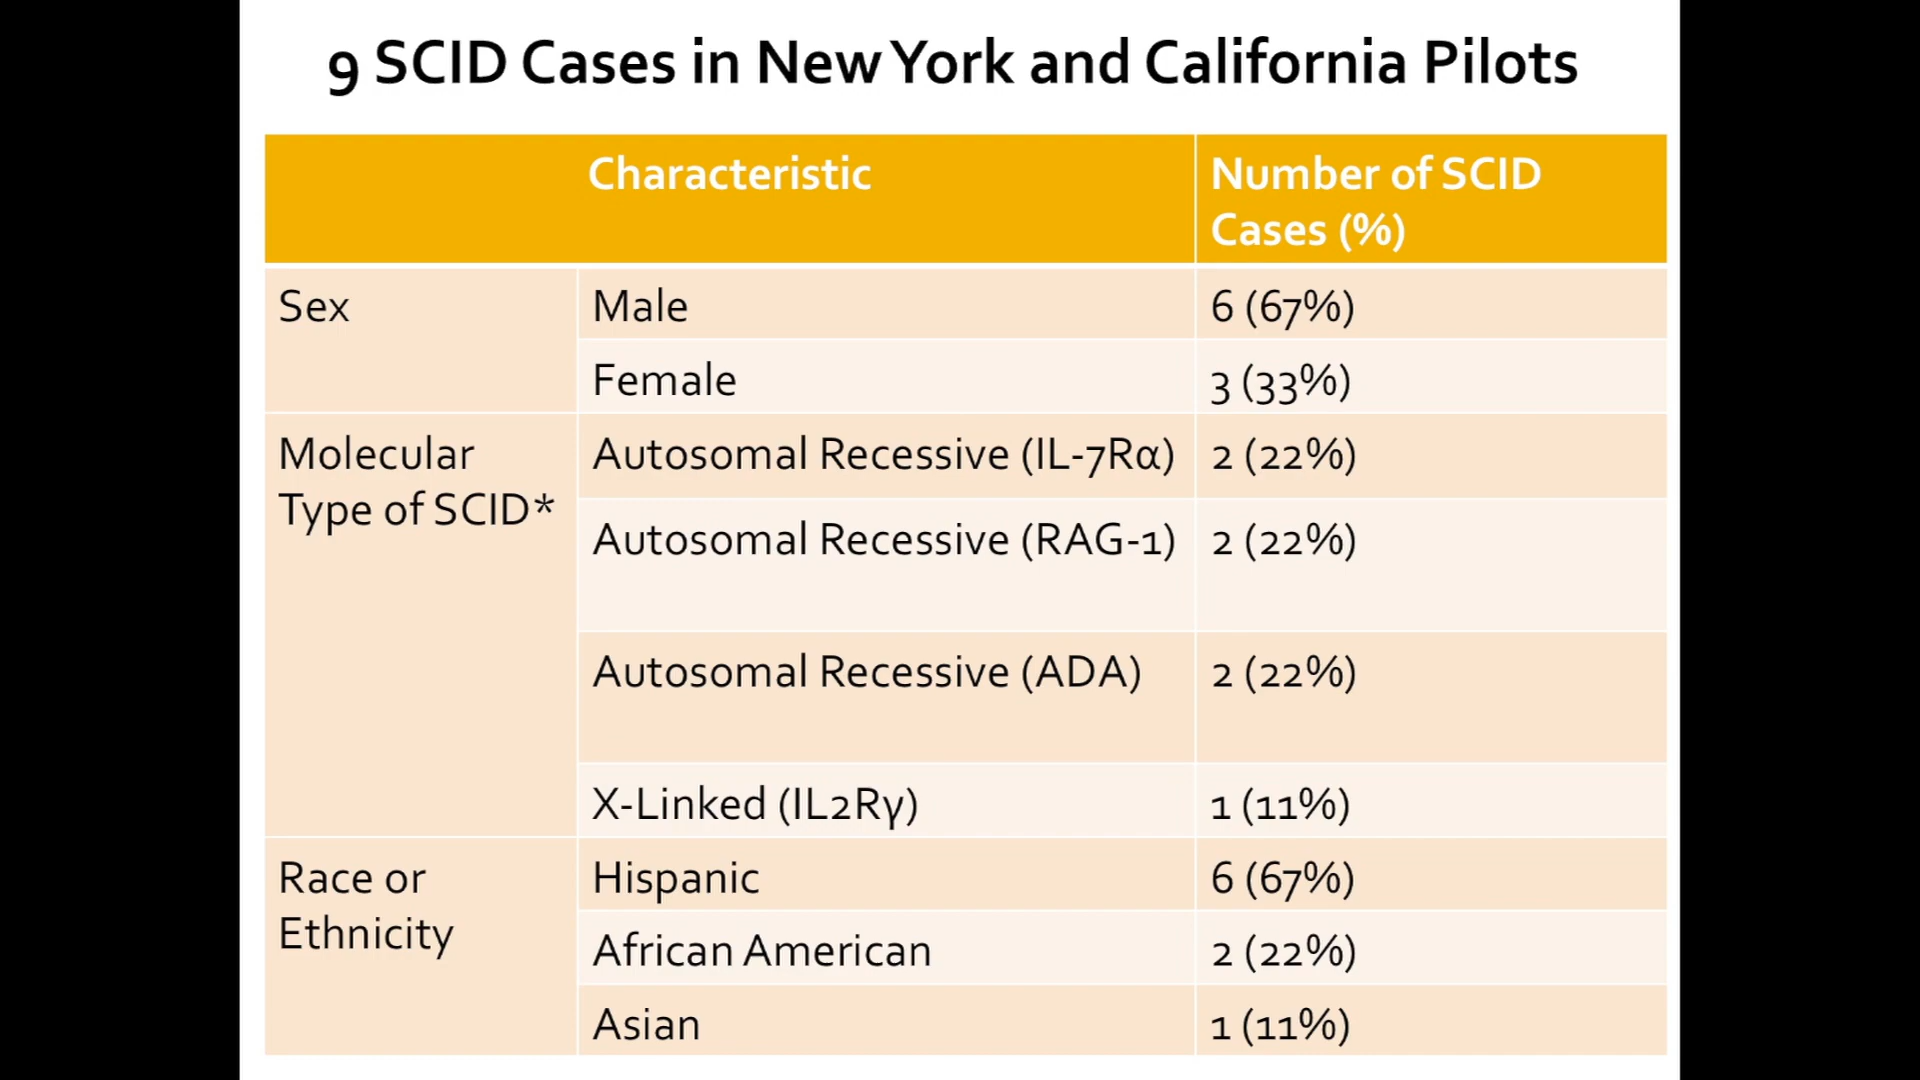 9 SCID Cases in New York and California Pilots
Characteristic
Number of SCID
Cases (%)
Sex
Male
6 (67%)
Female
3 (33%)
Molecular
Type of SCID*
Autosomal Recessive (IL-7Rα)
2 (22%)
Autosomal Recessive (RAG-1)
2 (22%)
Autosomal Recessive (ADA)
2 (22%)
X-Linked (IL2Rγ)
1 (11%)
Race or
Ethnicity
Hispanic
6 (67%)
African American
2 (22%)
Asian
1 (11%)